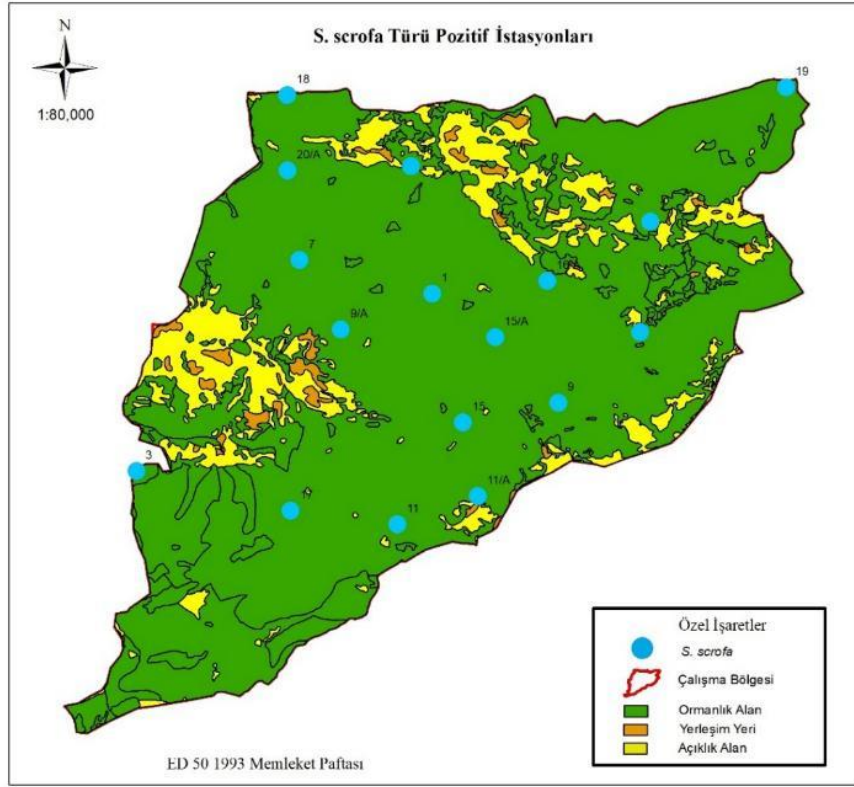 N
S. scrofa Türü Pozitif İstasyonları
1:80,000
18
19
20/A
7
1
9/A
15/A
9
15
3
11/A
11
Özel İşaretler
S. scrofa
Çalışma Bölgesi
Ormanlık Alan
Yerleşim Yeri
Açıklık Alan
ED 50 1993 Memleket Paftası